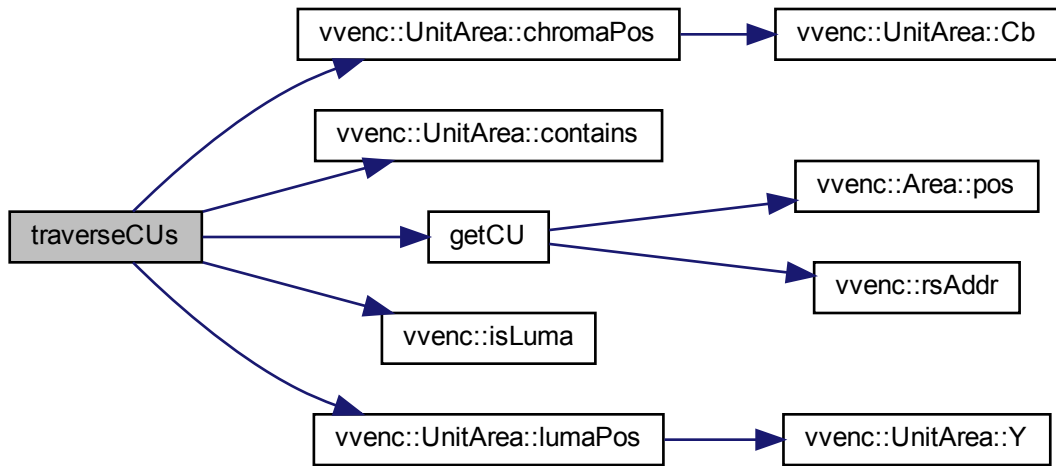 vvenc::UnitArea::chromaPos
vvenc::UnitArea::Cb
vvenc::UnitArea::contains
vvenc::Area::pos
traverseCUs
getCU
vvenc::rsAddr
vvenc::isLuma
vvenc::UnitArea::lumaPos
vvenc::UnitArea::Y